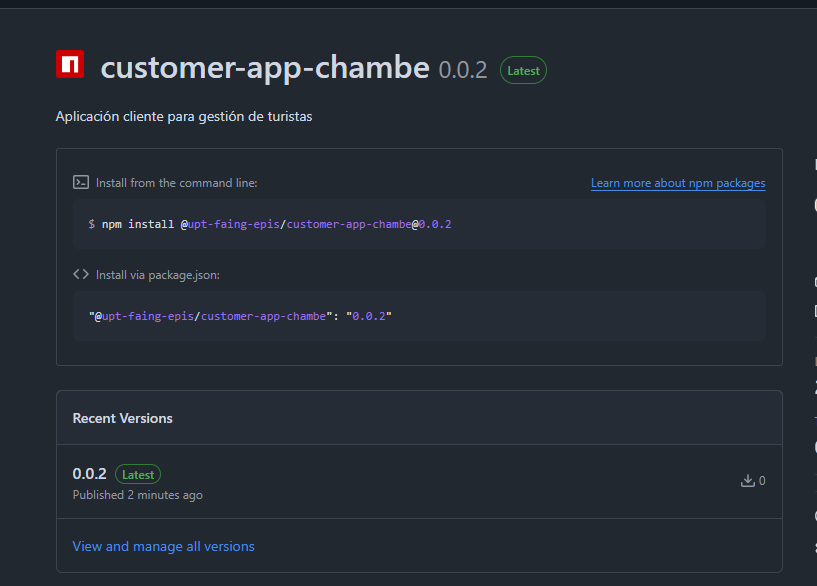 customer-app-chambe 0.0.2 Latest
Aplicación cliente para gestión de turistas
Install from the command line:
Learn more about npm packages
$ npm install @upt-faing-epis/customer-app-chambe@0.0.2
Install via package.json:
"@upt-faing-epis/customer-app-chambe": "0.0.2"
Recent Versions
0.0.2 Latest
Published 2 minutes ago
0
View and manage all versions